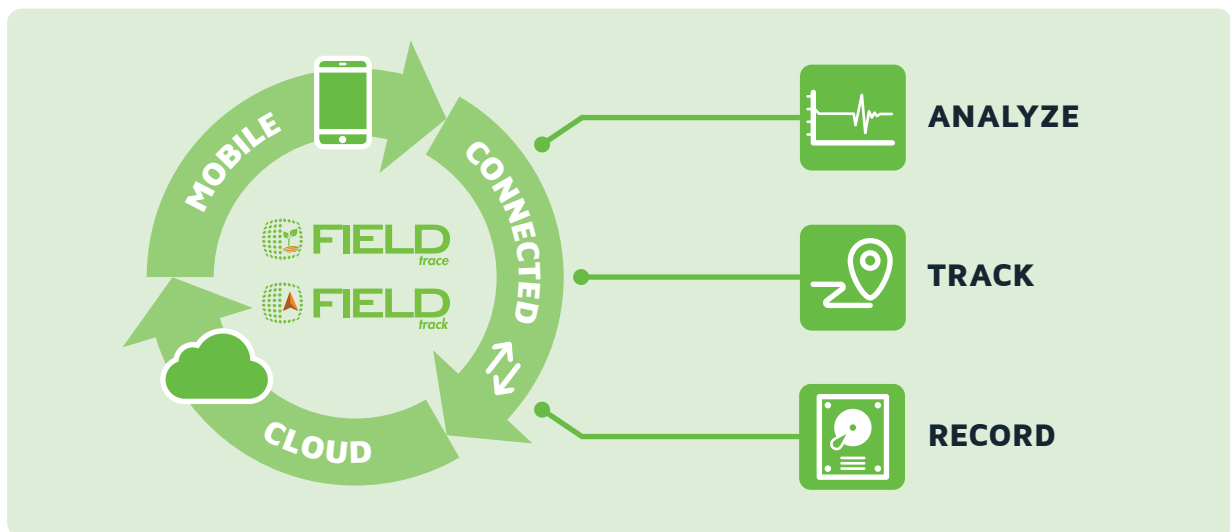 MOBILE
CONNECTED
CLOUD
FIELD
trace
FIELD
track
ANALYZE
TRACK
RECORD